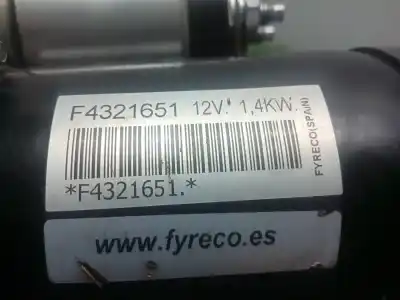 F4321651 12V. 1,4KW.
FYRECO(SPAIN)
*F4321651.*
www.fyreco.es